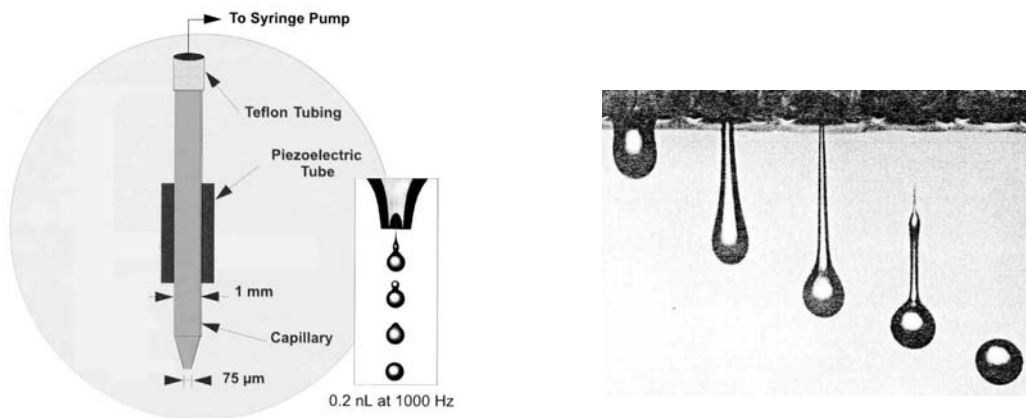 To Syringe Pump
Teflon Tubing
Piezoelectric
Tube
1 mm
Capillary
75 µm
0.2 nL at 1000 Hz